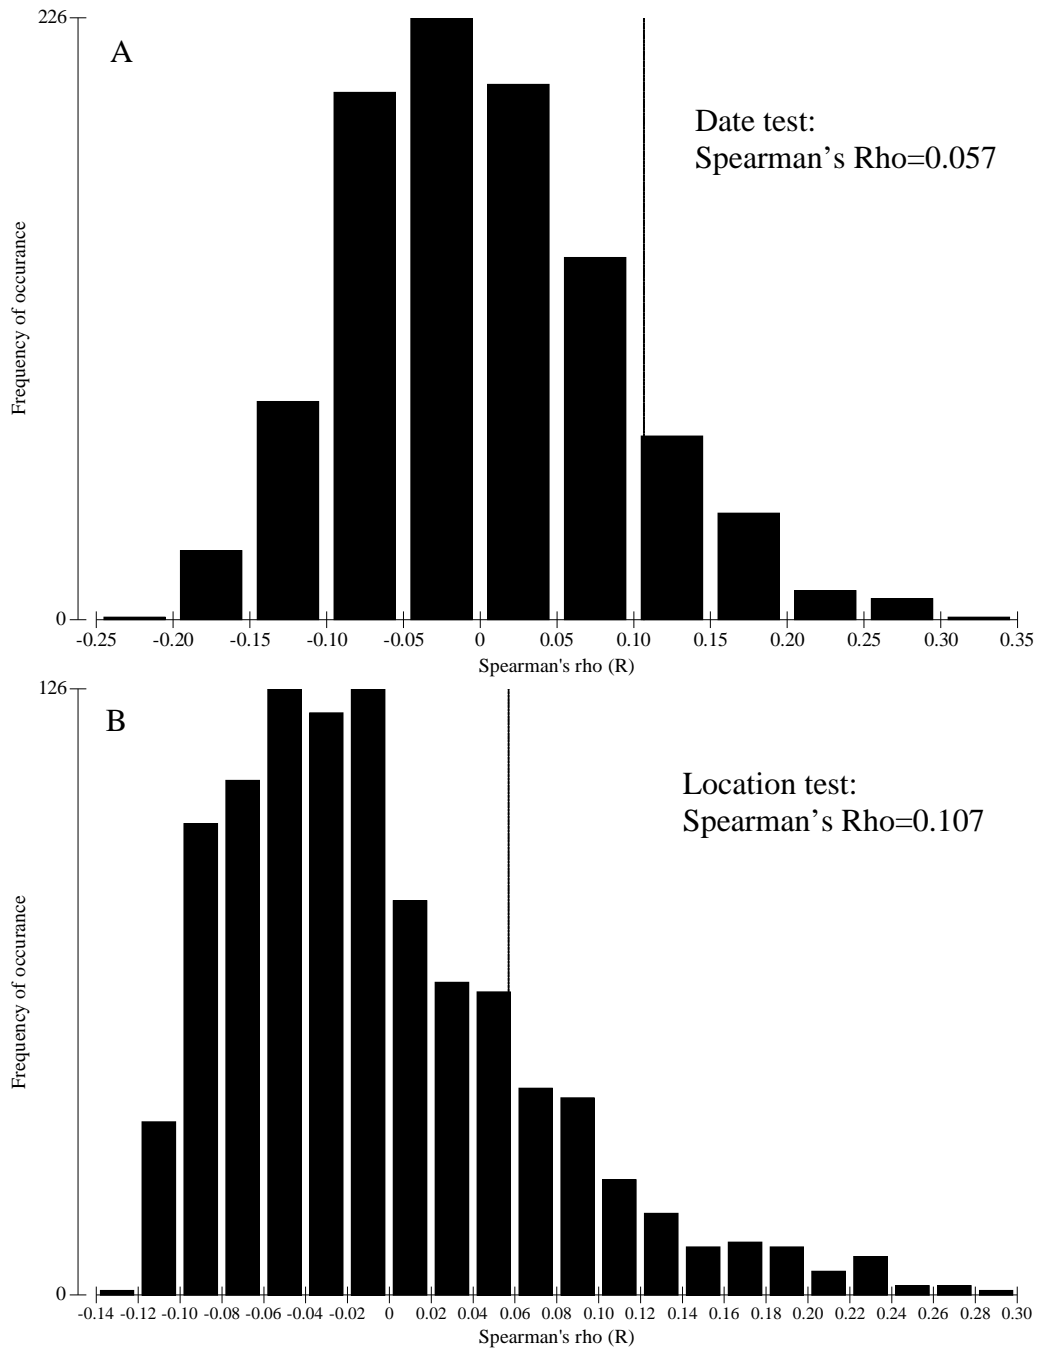 226
A
Date test:
Spearman’s Rho=0.057
Frequency of occurance
0
-0.25 -0.20 -0.15 -0.10 -0.05 0 0.05 0.10 0.15 0.20 0.25 0.30 0.35
Spearman's rho (R)
126
B
Location test:
Spearman’s Rho=0.107
Frequency of occurance
0
-0.14 -0.12 -0.10 -0.08 -0.06 -0.04 -0.02 0 0.02 0.04 0.06 0.08 0.10 0.12 0.14 0.16 0.18 0.20 0.22 0.24 0.26 0.28 0.30
Spearman's rho (R)